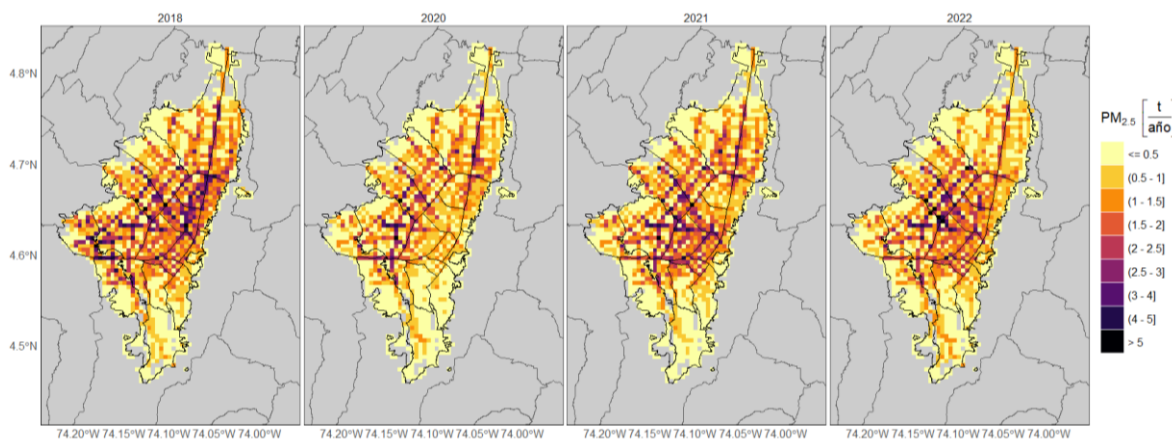 2018 2020 2021 2022
4.8°N
4.7°N
4.6°N
4.5°N
74.20°W 74.15°W 74.10°W 74.05°W 74.00°W 74.20°W 74.15°W 74.10°W 74.05°W 74.00°W 74.20°W 74.15°W 74.10°W 74.05°W 74.00°W 74.20°W 74.15°W 74.10°W 74.05°W 74.00°W
PM2.5 [t/año]
<= 0.5
(0.5 - 1]
(1 - 1.5]
(1.5 - 2]
(2 - 2.5]
(2.5 - 3]
(3 - 4]
(4 - 5]
> 5